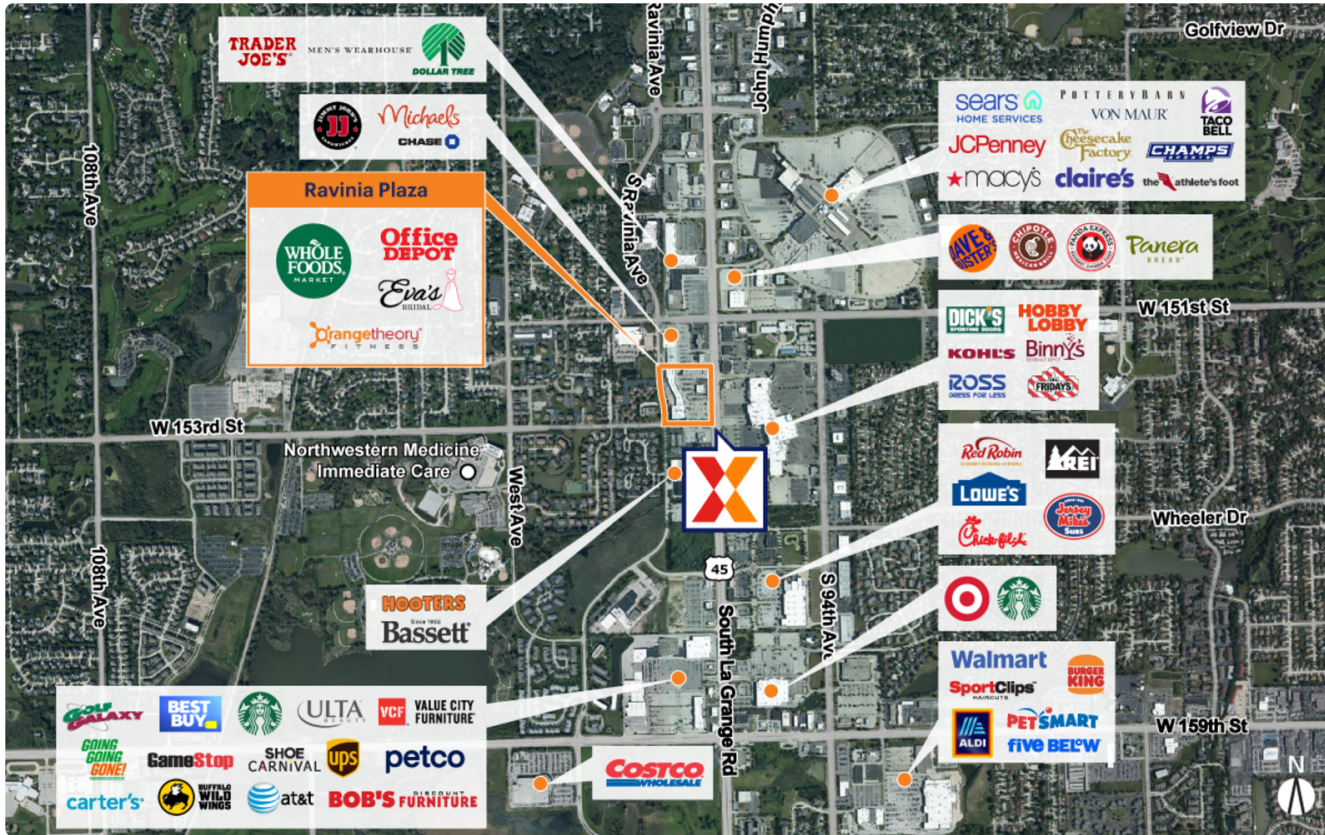 Ravinia Ave
John Humph
Golfview Dr
TRADER JOE'S
MEN'S WEARHOUSE
DOLLAR TREE
JIMMY JOHN'S
JJ
SANDWICHES
Michaels
CHASE
sears
HOME SERVICES
POTTERYBARN
VON MAUR
TACO BELL
JCPenney
The Cheesecake Factory
CHAMPS
SPORTS
macy's
claire's
the athlete's foot
108th Ave
S Ravinia Ave
Ravinia Plaza
WHOLE FOODS
MARKET
Office DEPOT
Eva's
BRIDAL
Orangetheory
FITNESS
DAVE & BUSTER'S
CHIPOTLE
MEXICAN GRILL
PANDA EXPRESS
Panera
BREAD
W 151st St
DICK'S
SPORTING GOODS
HOBBY LOBBY
KOHL'S
Binny's
BEVERAGE DEPOT
ROSS
DRESS FOR LESS
FRIDAYS
W 153rd St
Northwestern Medicine
Immediate Care
West Ave
Red Robin
REI
LOWE'S
Jersey Mike's
SUBS
Chick-fil-A
Wheeler Dr
108th Ave
45
S 94th Ave
South La Grange Rd
HOOTERS
Since 1902
Bassett
Walmart
BURGER KING
SportClips
HAIRCUTS
ALDI
PETSMART
five BELOW
W 159th St
GOLF GALAXY
BEST BUY
ULTA
BEAUTY
VCF
VALUE CITY
FURNITURE
GOING GOING GONE!
GameStop
SHOE CARNIVAL
ups
petco
carter's
BUFFALO WILD WINGS
at&t
BOB'S DISCOUNT FURNITURE
COSTCO
WHOLESALE
N